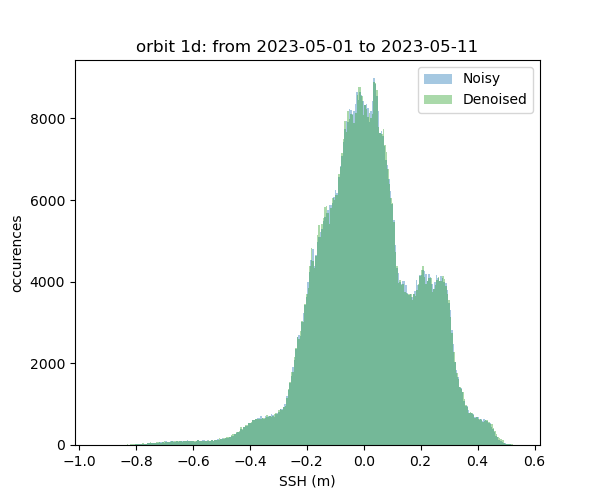 orbit 1d: from 2023-05-01 to 2023-05-11
Noisy
Denoised
occurences
8000
6000
4000
2000
0
−1.0 −0.8 −0.6 −0.4 −0.2 0.0 0.2 0.4 0.6
SSH (m)